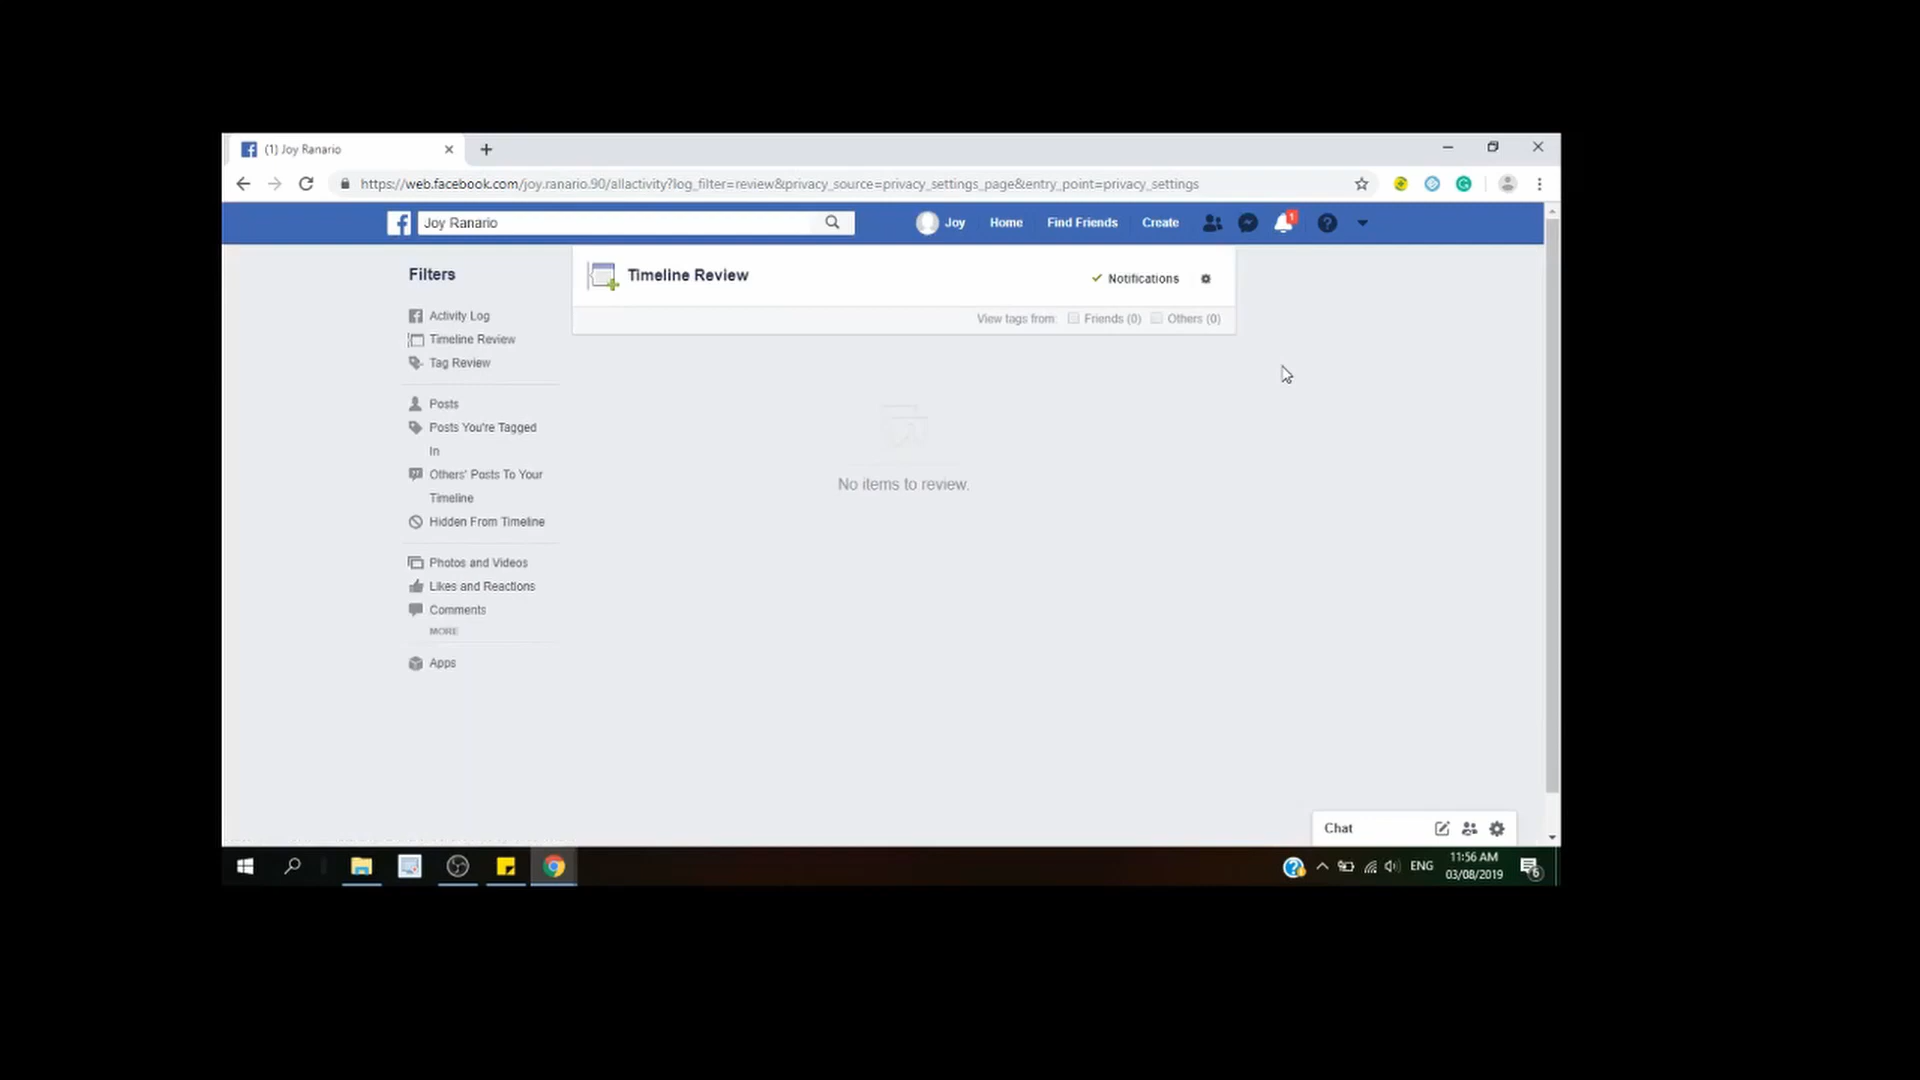 (1) Joy Ranario
https://web.facebook.com/joy.ranario.90/allactivity?log_filter=review&privacy_source=privacy_settings_page&entry_point=privacy_settings
Joy Ranario
Joy
Home
Find Friends
Create
1
Filters
Timeline Review
Notifications
View tags from: Friends (0) Others (0)
Activity Log
Timeline Review
Tag Review
Posts
Posts You're Tagged
In
Others' Posts To Your
Timeline
Hidden From Timeline
Photos and Videos
Likes and Reactions
Comments
MORE
Apps
No items to review.
Chat
ENG
11:56 AM
03/08/2019
6